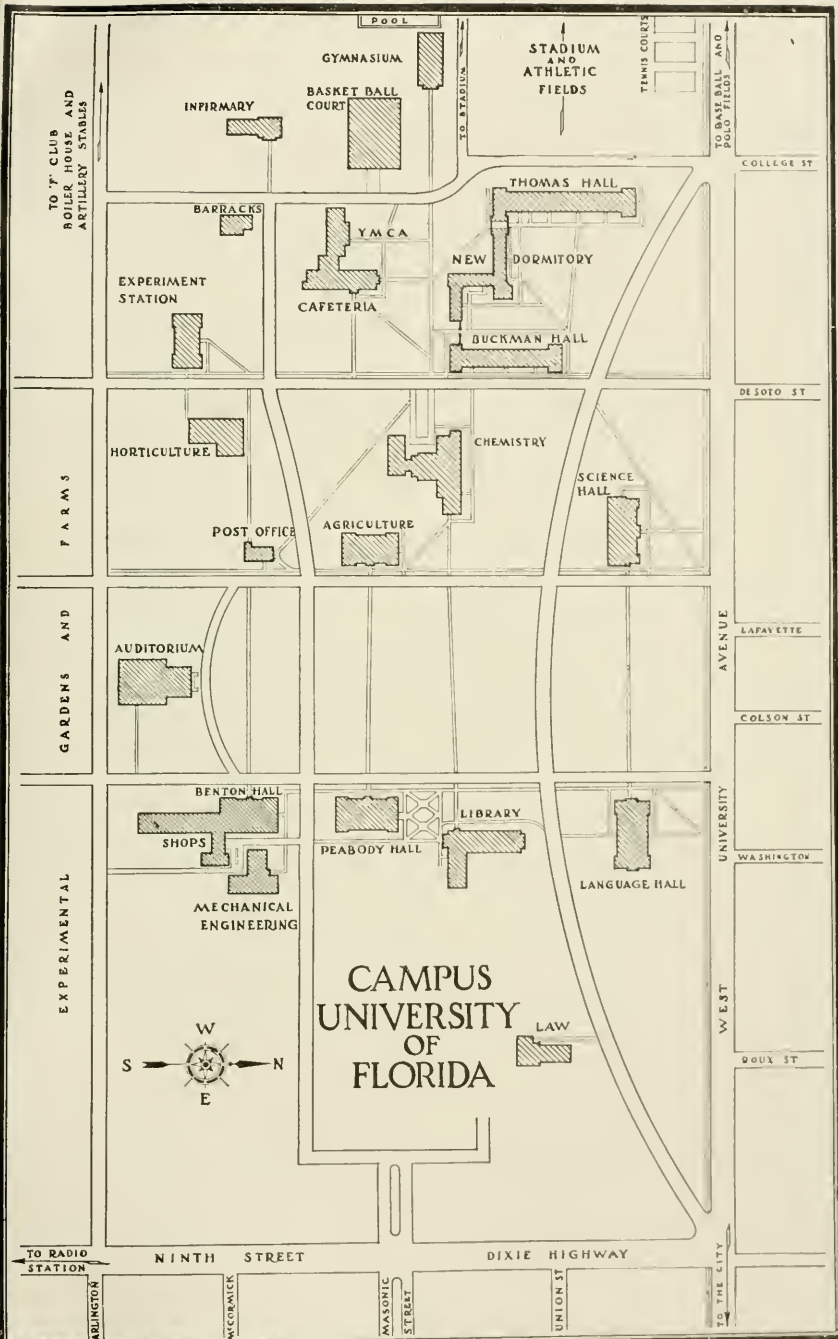 POOL
GYMNASIUM
STADIUM
AND
ATHLETIC
FIELDS
TENNIS COURTS
TO STADIUM
TO BASE BALL AND
POLO FIELDS
BASKET BALL
COURT
INFIRMARY
TO 'F' CLUB
BOILER HOUSE AND
ARTILLERY STABLES
COLLEGE ST
THOMAS HALL
BARRACKS
YMCA
NEW DORMITORY
EXPERIMENT
STATION
CAFETERIA
BUCKMAN HALL
DESOTO ST
HORTICULTURE
CHEMISTRY
SCIENCE
HALL
POST OFFICE
AGRICULTURE
LAFAYETTE
AUDITORIUM
COLSON ST
BENTON HALL
SHOPS
PEABODY HALL
LIBRARY
LANGUAGE HALL
WASHINGTON
MECHANICAL
ENGINEERING
EXPERIMENTAL GARDENS AND FARMS
WEST UNIVERSITY AVENUE
CAMPUS
UNIVERSITY
OF
FLORIDA
LAW
W
S N
E
ROUX ST
TO RADIO
STATION
NINTH STREET
DIXIE HIGHWAY
TO THE CITY
ARLINGTON
McCORMICK
MASONIC
STREET
UNION ST